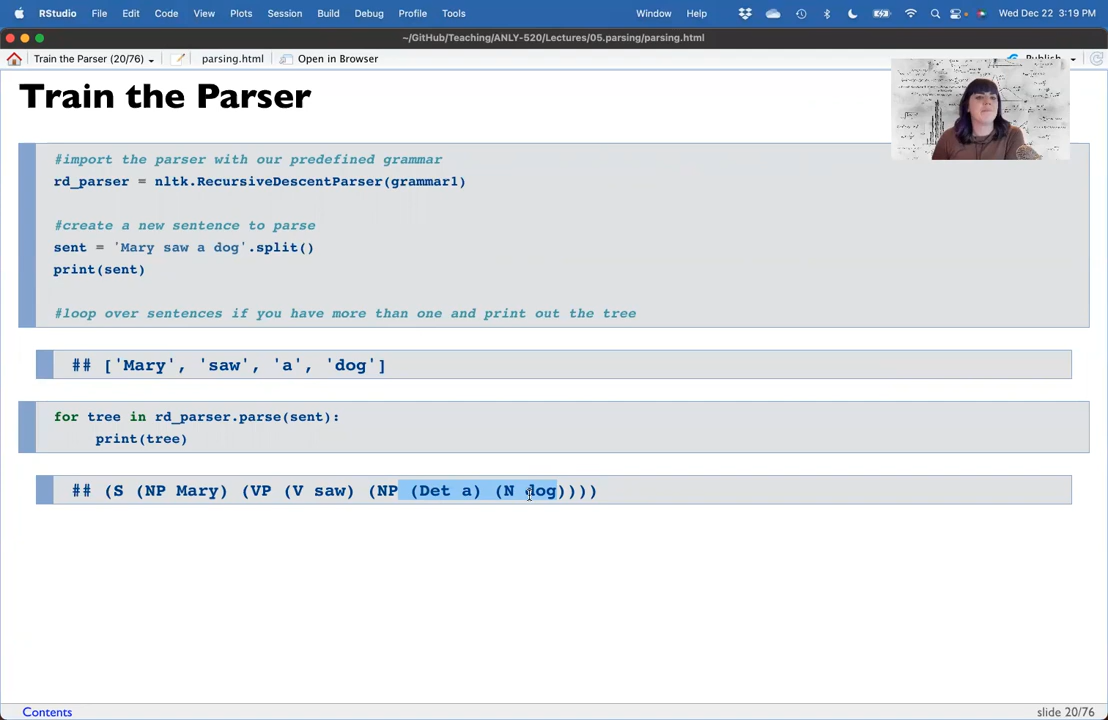 RStudio File Edit Code View Plots Session Build Debug Profile Tools Window Help Wed Dec 22 3:19 PM
~/GitHub/Teaching/ANLY-520/Lectures/05.parsing/parsing.html
Train the Parser (20/76) parsing.html Open in Browser Publish
Train the Parser
#import the parser with our predefined grammar
rd_parser = nltk.RecursiveDescentParser(grammar1)
#create a new sentence to parse
sent = 'Mary saw a dog'.split()
print(sent)
#loop over sentences if you have more than one and print out the tree
## ['Mary', 'saw', 'a', 'dog']
for tree in rd_parser.parse(sent):
print(tree)
## (S (NP Mary) (VP (V saw) (NP (Det a) (N dog))))
Contents slide 20/76